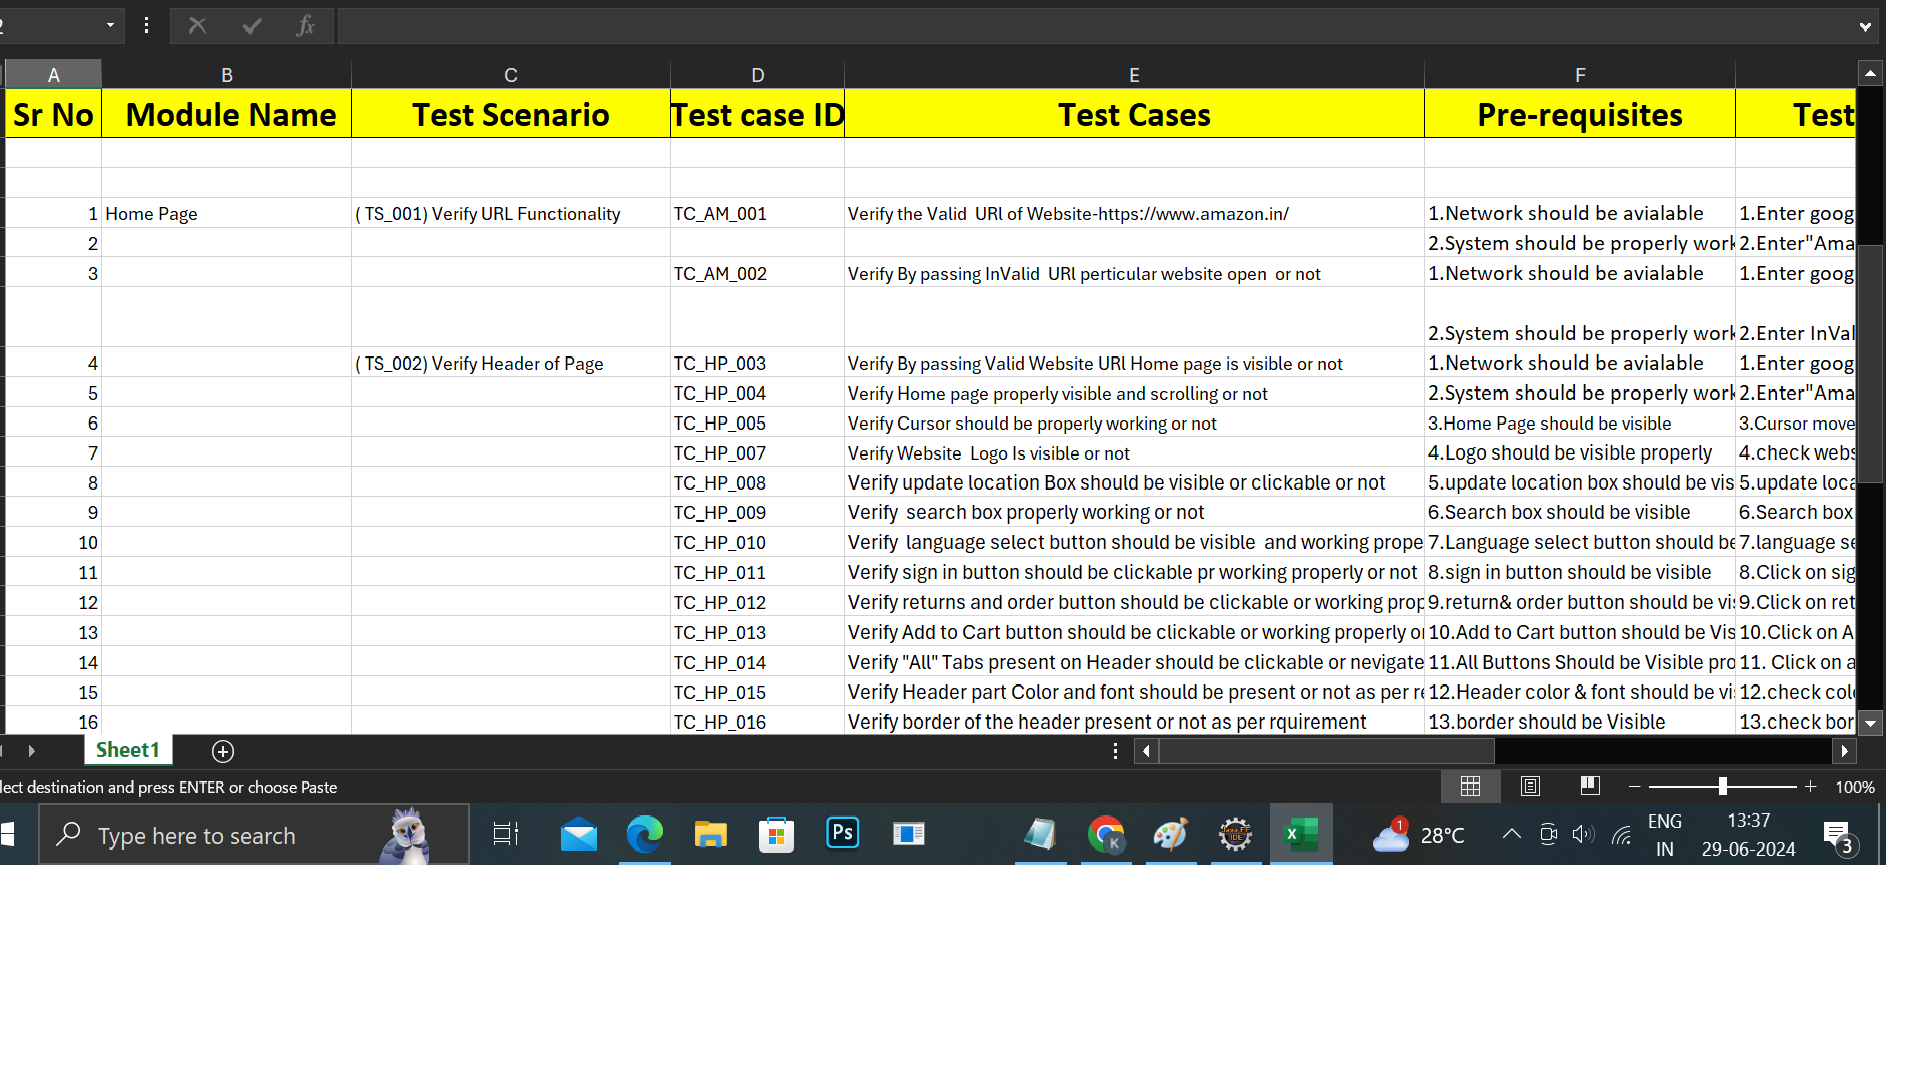 2
fx
A B C D E F
Sr No Module Name Test Scenario Test case ID Test Cases Pre-requisites Test
1 Home Page ( TS_001) Verify URL Functionality TC_AM_001 Verify the Valid  URl of Website-https://www.amazon.in/ 1.Network should be avialable 1.Enter goog
2 2.System should be properly work 2.Enter"Ama
3 TC_AM_002 Verify By passing InValid  URl perticular website open  or not 1.Network should be avialable 1.Enter goog
2.System should be properly work 2.Enter InVal
4 ( TS_002) Verify Header of Page TC_HP_003 Verify By passing Valid Website URl Home page is visible or not 1.Network should be avialable 1.Enter goog
5 TC_HP_004 Verify Home page properly visible and scrolling or not 2.System should be properly work 2.Enter"Ama
6 TC_HP_005 Verify Cursor should be properly working or not 3.Home Page should be visible 3.Cursor move
7 TC_HP_007 Verify Website  Logo Is visible or not 4.Logo should be visible properly 4.check webs
8 TC_HP_008 Verify update location Box should be visible or clickable or not 5.update location box should be vis 5.update loca
9 TC_HP_009 Verify  search box properly working or not 6.Search box should be visible 6.Search box
10 TC_HP_010 Verify  language select button should be visible  and working prope 7.Language select button should be 7.language se
11 TC_HP_011 Verify sign in button should be clickable pr working properly or not 8.sign in button should be visible 8.Click on sig
12 TC_HP_012 Verify returns and order button should be clickable or working prop 9.return& order button should be vi 9.Click on ret
13 TC_HP_013 Verify Add to Cart button should be clickable or working properly o 10.Add to Cart button should be Vis 10.Click on A
14 TC_HP_014 Verify "All" Tabs present on Header should be clickable or nevigate 11.All Buttons Should be Visible pro 11. Click on a
15 TC_HP_015 Verify Header part Color and font should be present or not as per re 12.Header color & font should be vi 12.check colo
16 TC_HP_016 Verify border of the header present or not as per rquirement 13.border should be Visible 13.check bor
Sheet1
lect destination and press ENTER or choose Paste
100%
Type here to search
Ps
K
Java EE
IDE
X
1
28°C
ENG
IN
13:37
29-06-2024
3